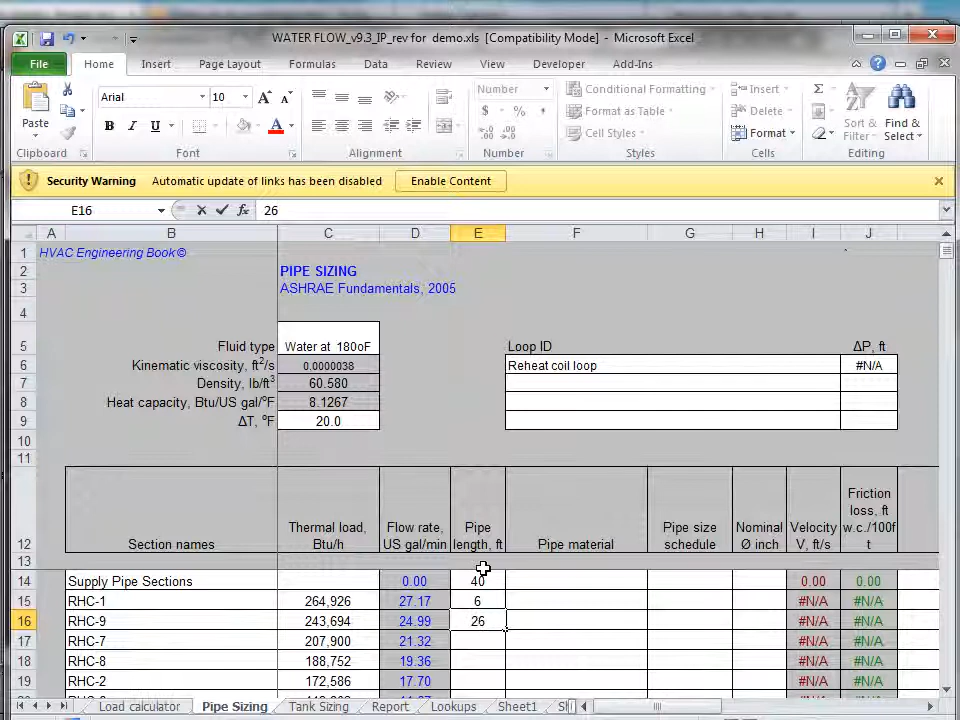 WATER FLOW_v9.3_IP_rev for demo.xls [Compatibility Mode] - Microsoft Excel
File Home Insert Page Layout Formulas Data Review View Developer Add-Ins
Paste
Arial 10 A A
B I U A
Number
$ % ,
Conditional Formatting
Format as Table
Cell Styles
Insert
Delete
Format
Σ
Sort & Filter
Find & Select
Clipboard Font Alignment Number Styles Cells Editing
Security Warning Automatic update of links has been disabled Enable Content
E16 fx 26
A B C D E F G H I J
1 HVAC Engineering Book©
2 PIPE SIZING
3 ASHRAE Fundamentals, 2005
4
5 Fluid type Water at 180oF Loop ID ΔP, ft
6 Kinematic viscosity, ft²/s 0.0000038 Reheat coil loop #N/A
7 Density, lb/ft³ 60.580
8 Heat capacity, Btu/US gal/°F 8.1267
9 ΔT, °F 20.0
10
11
12 Section names Thermal load, Btu/h Flow rate, US gal/min Pipe length, ft Pipe material Pipe size schedule Nominal Ø inch Velocity V, ft/s Friction loss, ft w.c./100f t
13
14 Supply Pipe Sections 0.00 40 0.00 0.00
15 RHC-1 264,926 27.17 6 #N/A #N/A
16 RHC-9 243,694 24.99 26 #N/A #N/A
17 RHC-7 207,900 21.32 #N/A #N/A
18 RHC-8 188,752 19.36 #N/A #N/A
19 RHC-2 172,586 17.70 #N/A #N/A
Load calculator Pipe Sizing Tank Sizing Report Lookups Sheet1